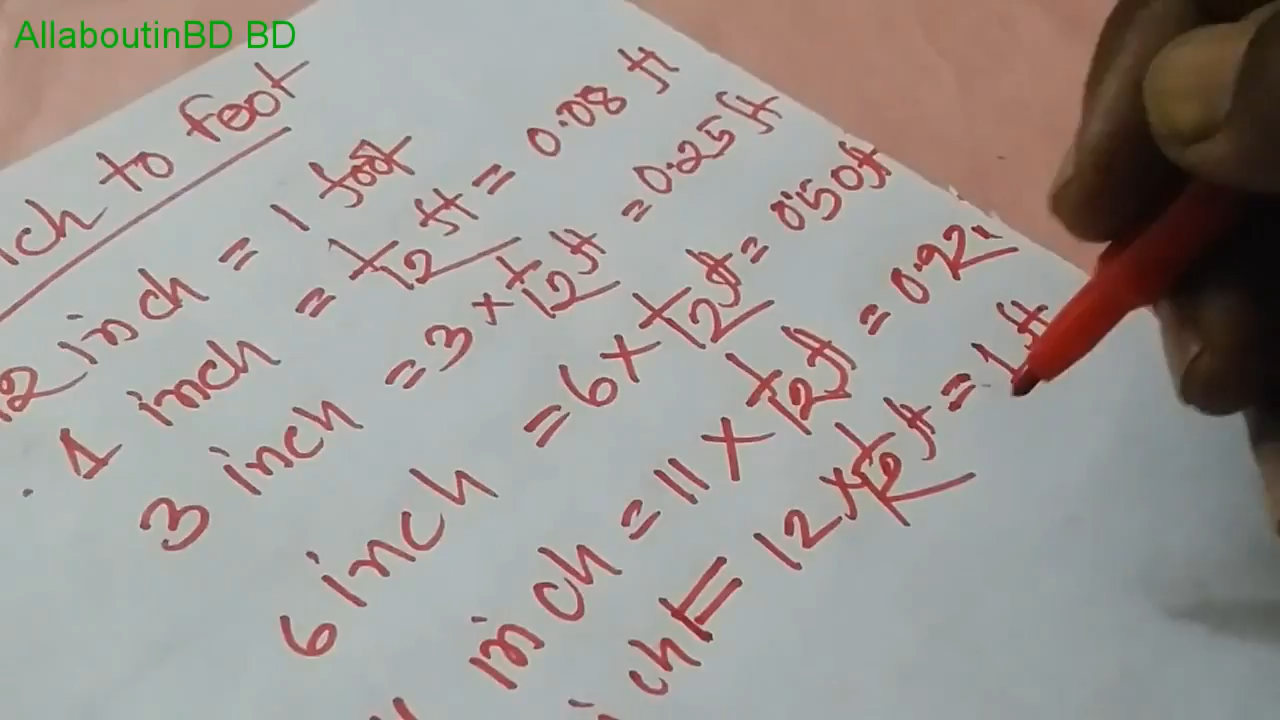 AllaboutinBD BD
ich to foot
12 inch = 1 foot
1 inch = 1/12 ft = 0.08 ft
3 inch = 3 × 1/12 ft = 0.25 ft
6 inch = 6 × 1/12 ft = 0.50 ft
inch = 11 × 1/12 ft = 0.92
ch = 12 × 1/12 ft = 1 ft